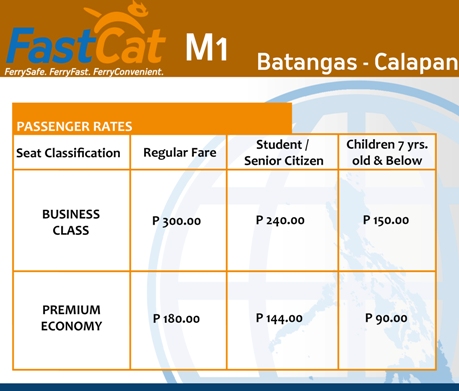 FastCat
FerrySafe. FerryFast. FerryConvenient.
M1
Batangas - Calapan
PASSENGER RATES
Seat Classification
Regular Fare
Student /
Senior Citizen
Children 7 yrs.
old & Below
BUSINESS
CLASS
P 300.00
P 240.00
P 150.00
PREMIUM
ECONOMY
P 180.00
P 144.00
P 90.00